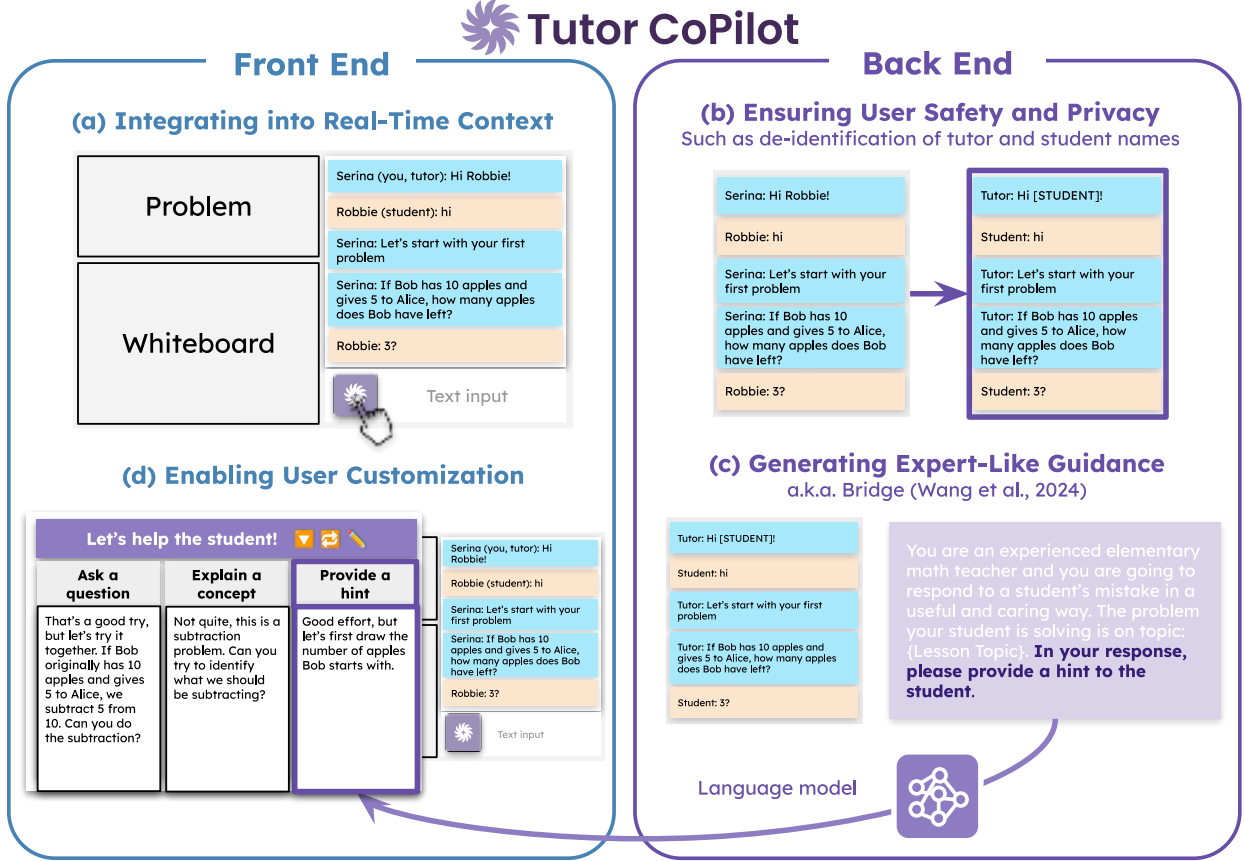 Tutor CoPilot
Front End
(a) Integrating into Real-Time Context
Problem
Whiteboard
Serina (you, tutor): Hi Robbie!
Robbie (student): hi
Serina: Let's start with your first
problem
Serina: If Bob has 10 apples and
gives 5 to Alice, how many apples
does Bob have left?
Robbie: 3?
Text input
(d) Enabling User Customization
Let's help the student! 🔽 🔁 ✏️
Ask a
question
That's a good try,
but let's try it
together. If Bob
originally has 10
apples and gives
5 to Alice, we
subtract 5 from
10. Can you do
the subtraction?
Explain a
concept
Not quite, this is a
subtraction
problem. Can you
try to identify
what we should
be subtracting?
Provide a
hint
Good effort, but
let's first draw the
number of apples
Bob starts with.
Serina (you, tutor): Hi
Robbie!
Robbie (student): hi
Serina: Let's start with your
first problem
Serina: If Bob has 10
apples and gives 5 to Alice,
how many apples does Bob
have left?
Robbie: 3?
Text input
Back End
(b) Ensuring User Safety and Privacy
Such as de-identification of tutor and student names
Serina: Hi Robbie!
Robbie: hi
Serina: Let's start with your
first problem
Serina: If Bob has 10
apples and gives 5 to Alice,
how many apples does Bob
have left?
Robbie: 3?
Tutor: Hi [STUDENT]!
Student: hi
Tutor: Let's start with your
first problem
Tutor: If Bob has 10 apples
and gives 5 to Alice, how
many apples does Bob
have left?
Student: 3?
(c) Generating Expert-Like Guidance
a.k.a. Bridge (Wang et al., 2024)
Tutor: Hi [STUDENT]!
Student: hi
Tutor: Let's start with your first
problem
Tutor: If Bob has 10 apples and
gives 5 to Alice, how many apples
does Bob have left?
Student: 3?
You are an experienced elementary
math teacher and you are going to
respond to a student's mistake in a
useful and caring way. The problem
your student is solving is on topic:
{Lesson Topic}. In your response,
please provide a hint to the
student.
Language model